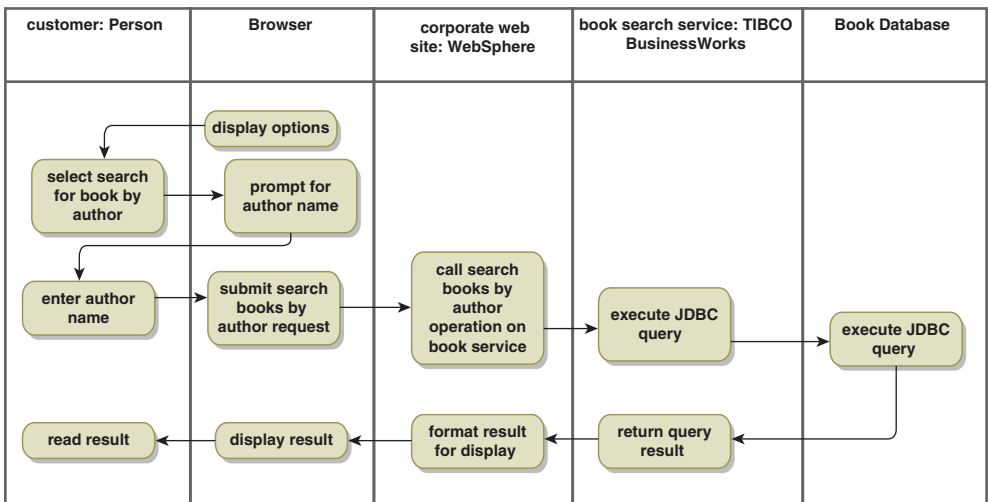 customer: Person
Browser
corporate web
site: WebSphere
book search service: TIBCO
BusinessWorks
Book Database
display options
select search
for book by
author
prompt for
author name
enter author
name
submit search
books by
author request
call search
books by
author
operation on
book service
execute JDBC
query
execute JDBC
query
read result
display result
format result
for display
return query
result